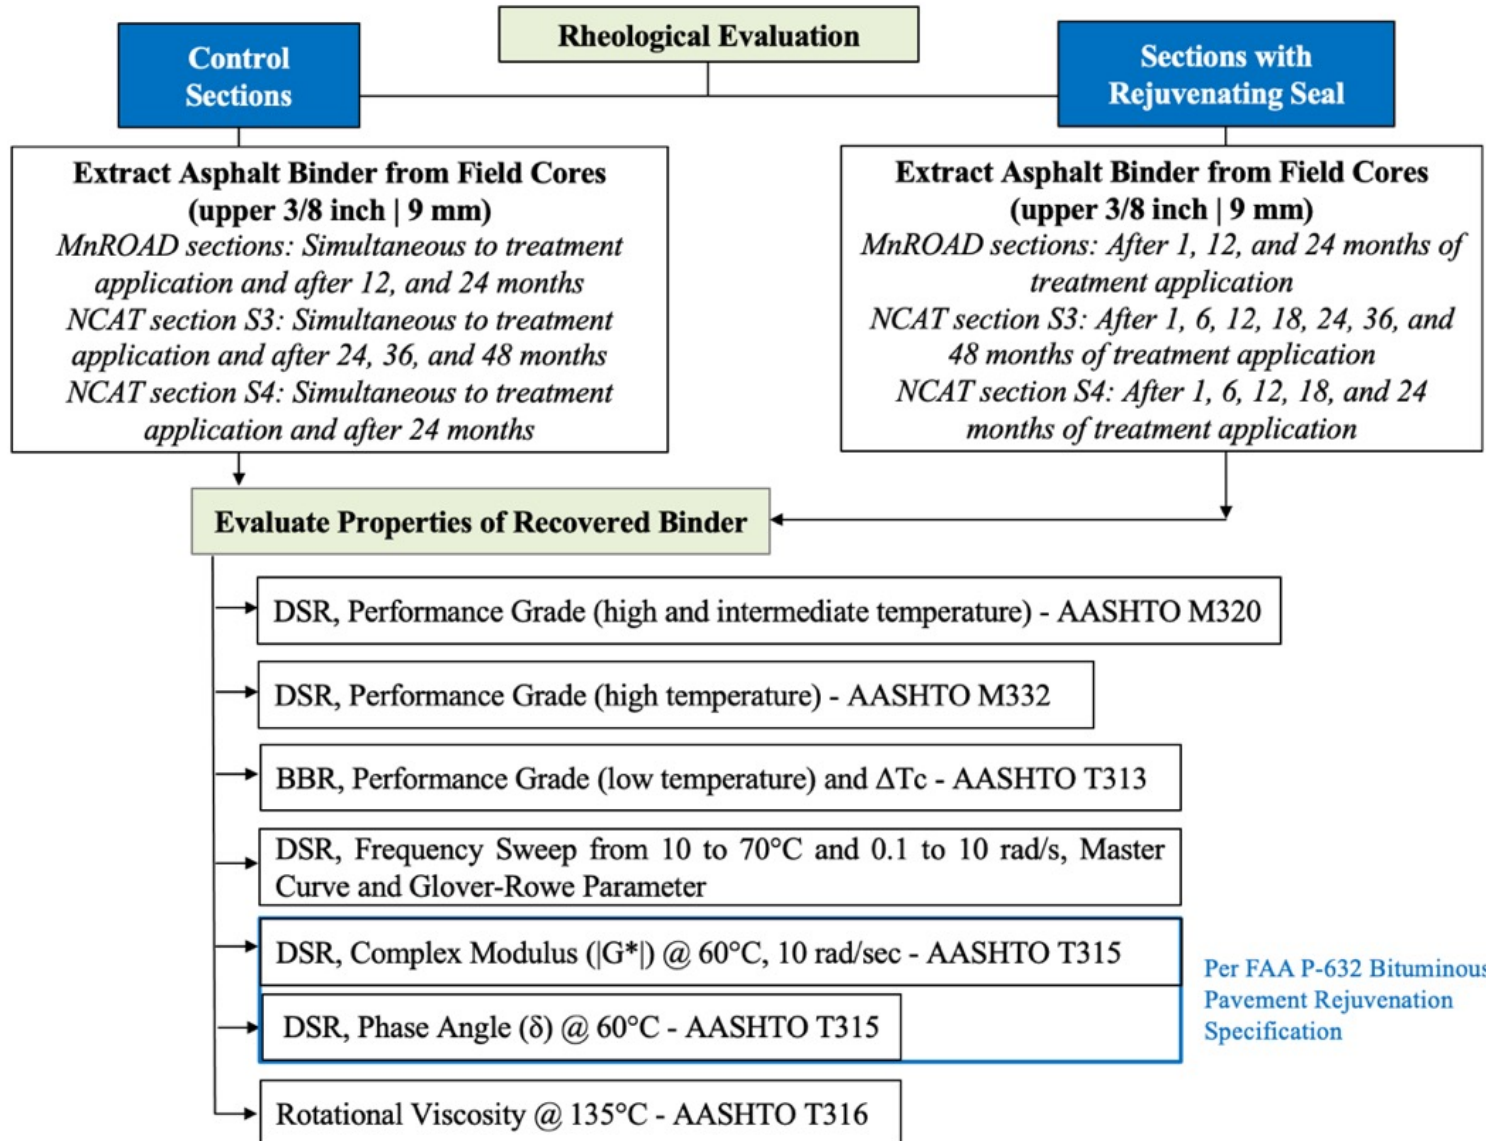 Rheological Evaluation
Control
Sections
Sections with
Rejuvenating Seal
Extract Asphalt Binder from Field Cores
(upper 3/8 inch | 9 mm)
MnROAD sections: Simultaneous to treatment
application and after 12, and 24 months
NCAT section S3: Simultaneous to treatment
application and after 24, 36, and 48 months
NCAT section S4: Simultaneous to treatment
application and after 24 months
Extract Asphalt Binder from Field Cores
(upper 3/8 inch | 9 mm)
MnROAD sections: After 1, 12, and 24 months of
treatment application
NCAT section S3: After 1, 6, 12, 18, 24, 36, and
48 months of treatment application
NCAT section S4: After 1, 6, 12, 18, and 24
months of treatment application
Evaluate Properties of Recovered Binder
DSR, Performance Grade (high and intermediate temperature) - AASHTO M320
DSR, Performance Grade (high temperature) - AASHTO M332
BBR, Performance Grade (low temperature) and ΔTc - AASHTO T313
DSR, Frequency Sweep from 10 to 70°C and 0.1 to 10 rad/s, Master
Curve and Glover-Rowe Parameter
DSR, Complex Modulus (|G*|) @ 60°C, 10 rad/sec - AASHTO T315
DSR, Phase Angle (δ) @ 60°C - AASHTO T315
Per FAA P-632 Bituminous
Pavement Rejuvenation
Specification
Rotational Viscosity @ 135°C - AASHTO T316